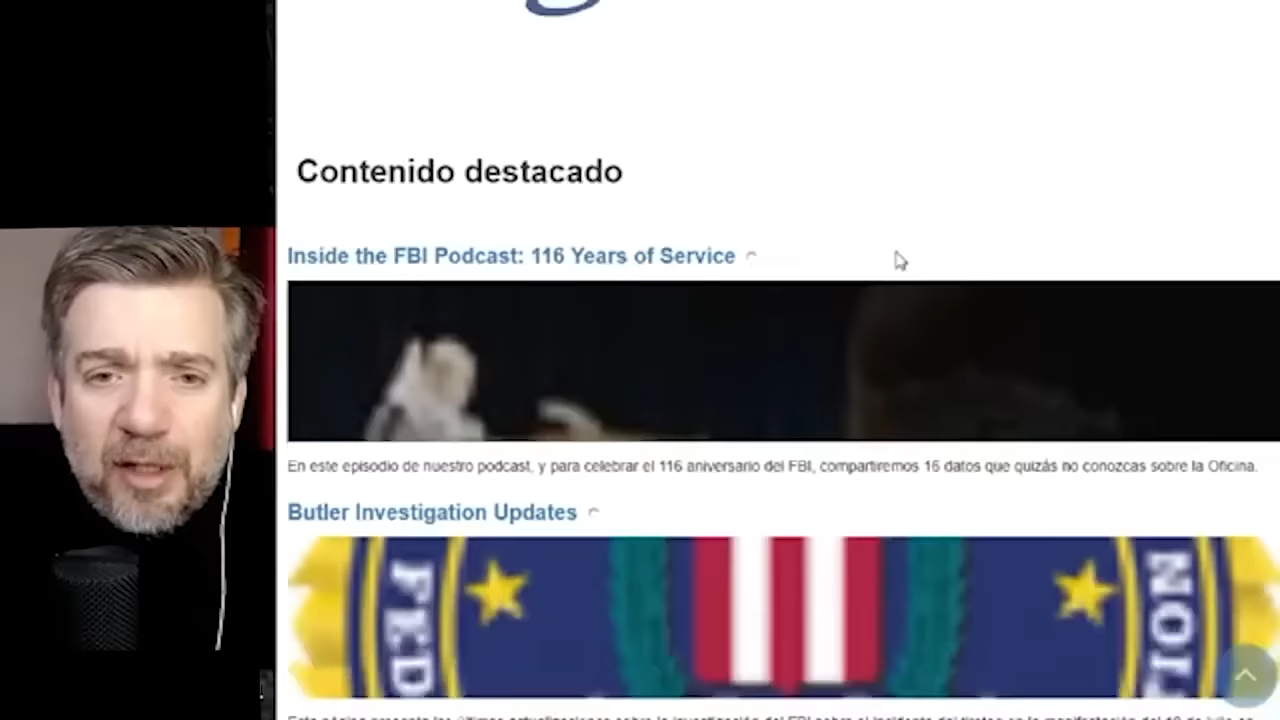 Contenido destacado
Inside the FBI Podcast: 116 Years of Service
En este episodio de nuestro podcast, y para celebrar el 116 aniversario del FBI, compartiremos 16 datos que quizás no conozcas sobre la Oficina.
Butler Investigation Updates
FED